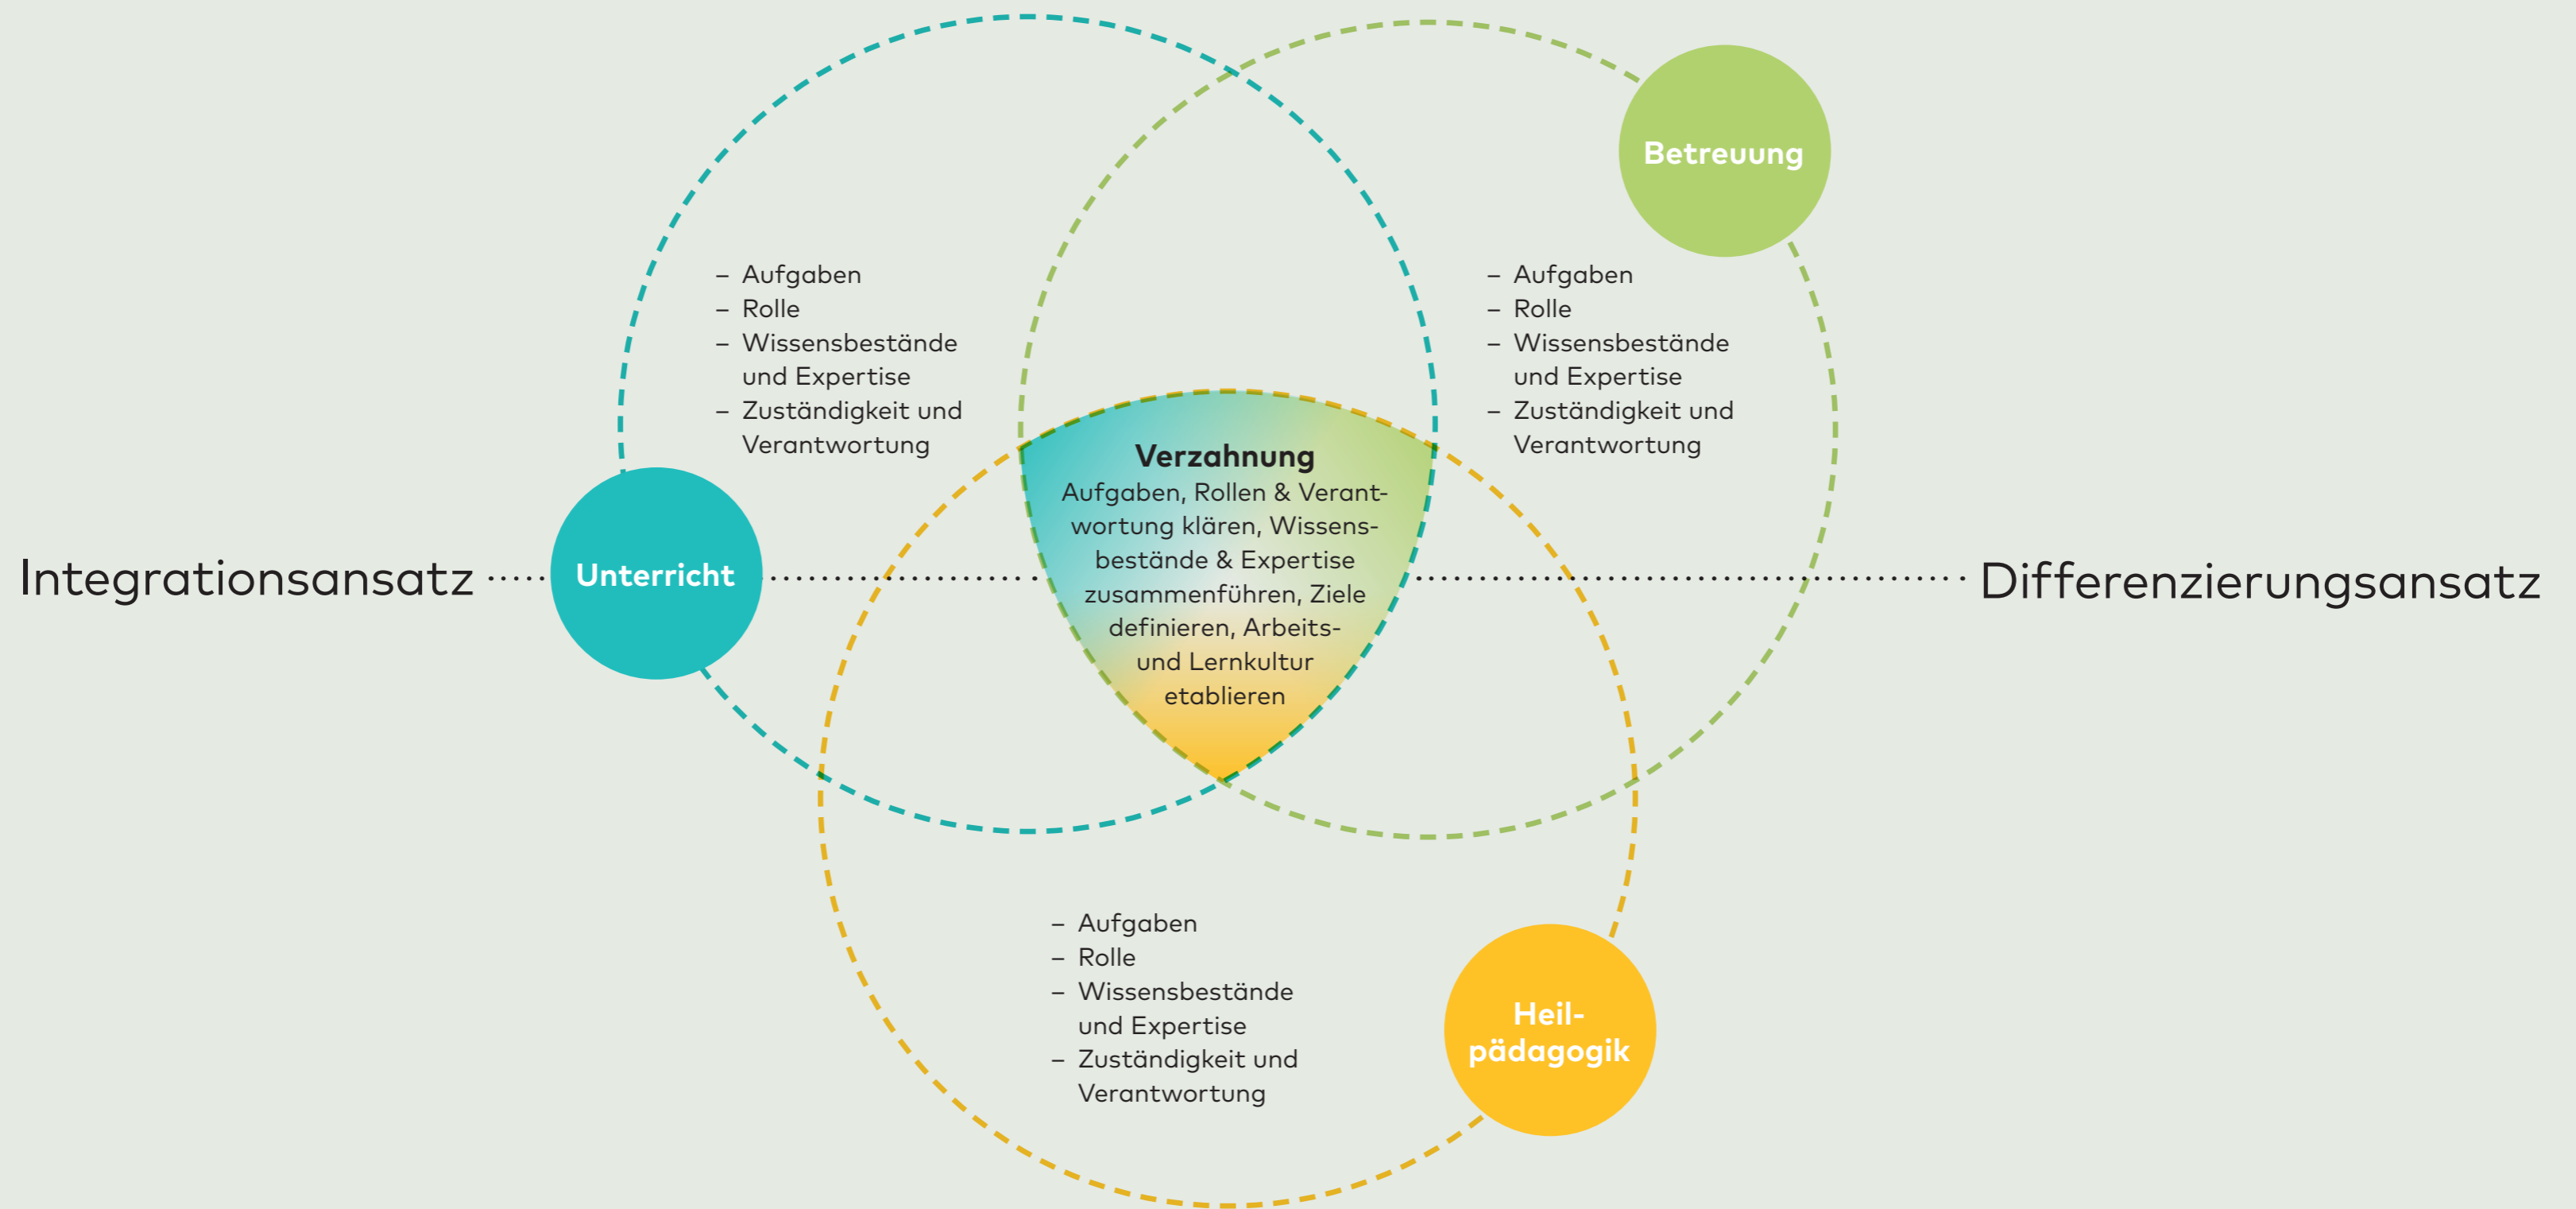 Betreuung
– Aufgaben
– Rolle
– Wissensbestände
und Expertise
– Zuständigkeit und
Verantwortung
– Aufgaben
– Rolle
– Wissensbestände
und Expertise
– Zuständigkeit und
Verantwortung
Verzahnung
Aufgaben, Rollen & Verant-
wortung klären, Wissens-
bestände & Expertise
zusammenführen, Ziele
definieren, Arbeits-
und Lernkultur
etablieren
Integrationsansatz
Unterricht
Differenzierungsansatz
– Aufgaben
– Rolle
– Wissensbestände
und Expertise
– Zuständigkeit und
Verantwortung
Heil-
pädagogik